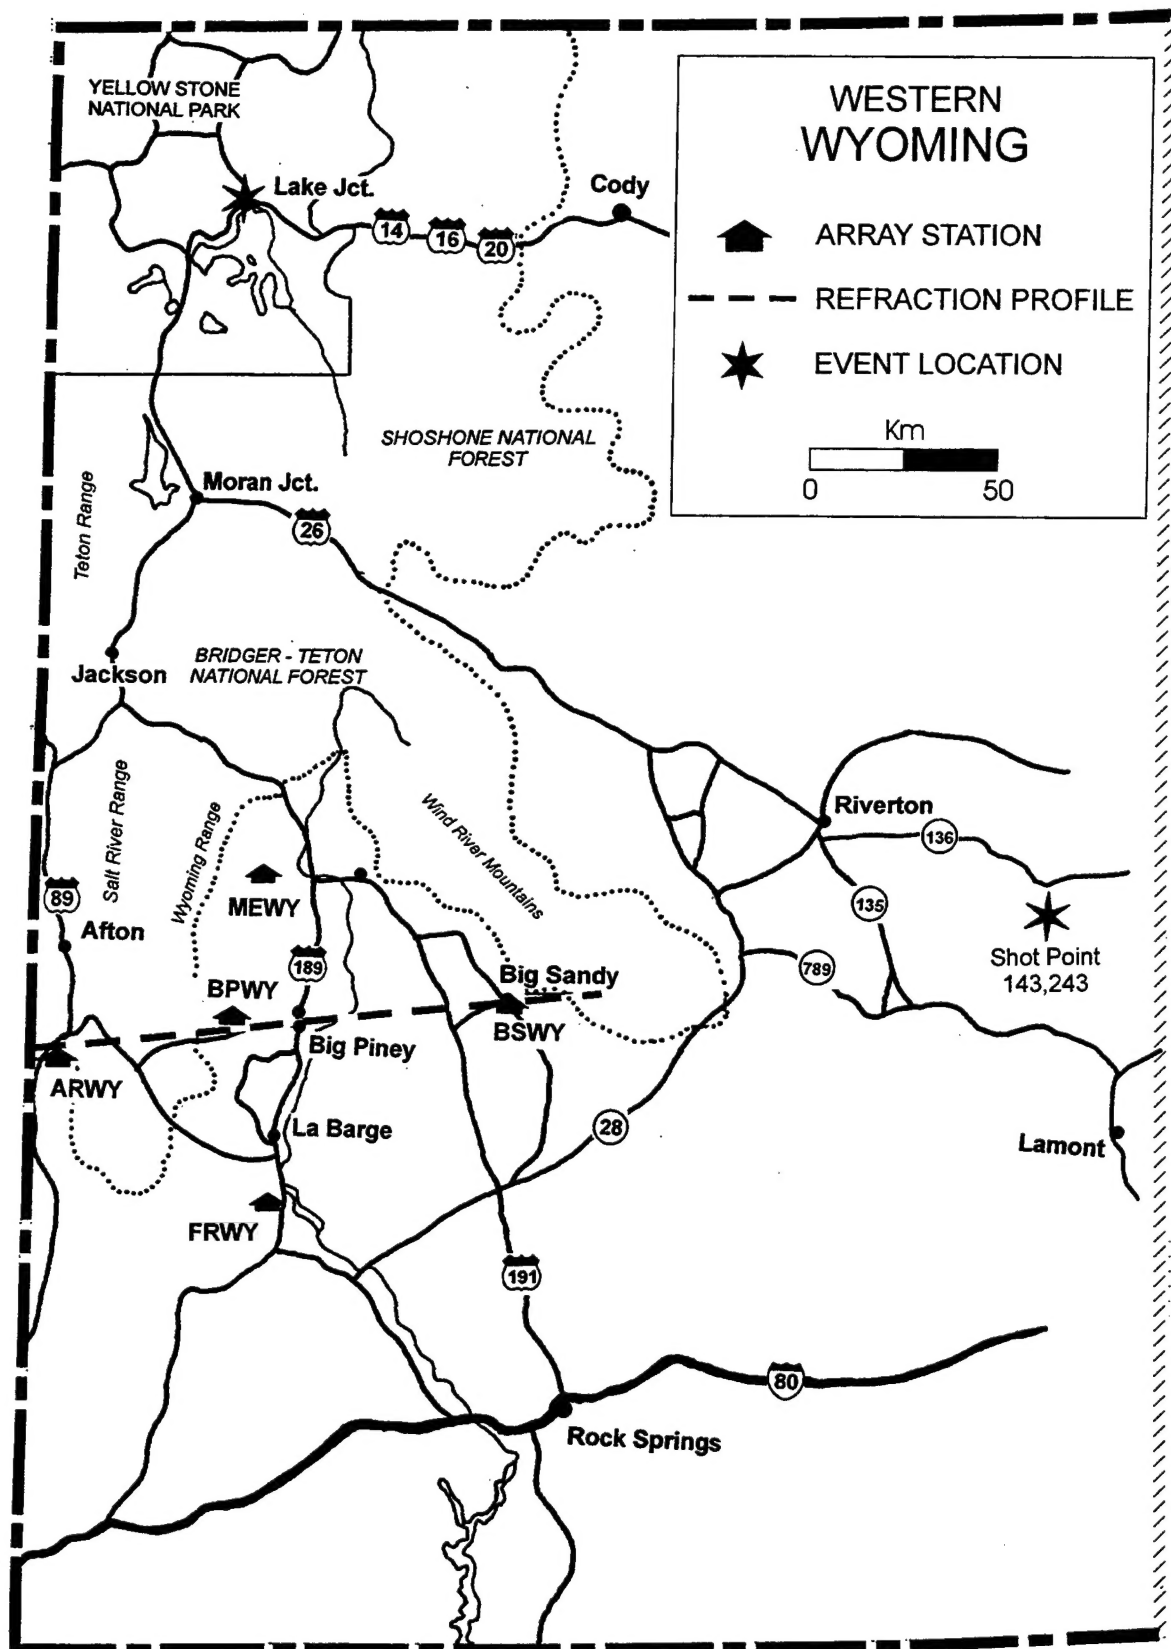 YELLOW STONE
NATIONAL PARK
WESTERN
WYOMING
ARRAY STATION
REFRACTION PROFILE
EVENT LOCATION
Km
0
50
Lake Jct.
Cody
14
16
20
SHOSHONE NATIONAL
FOREST
Teton Range
Moran Jct.
26
BRIDGER - TETON
NATIONAL FOREST
Jackson
Salt River Range
Wyoming Range
Wind River Mountains
Riverton
136
135
MEWY
89
Afton
189
Big Sandy
789
Shot Point
143,243
BPWY
BSWY
Big Piney
ARWY
La Barge
28
Lamont
FRWY
191
80
Rock Springs